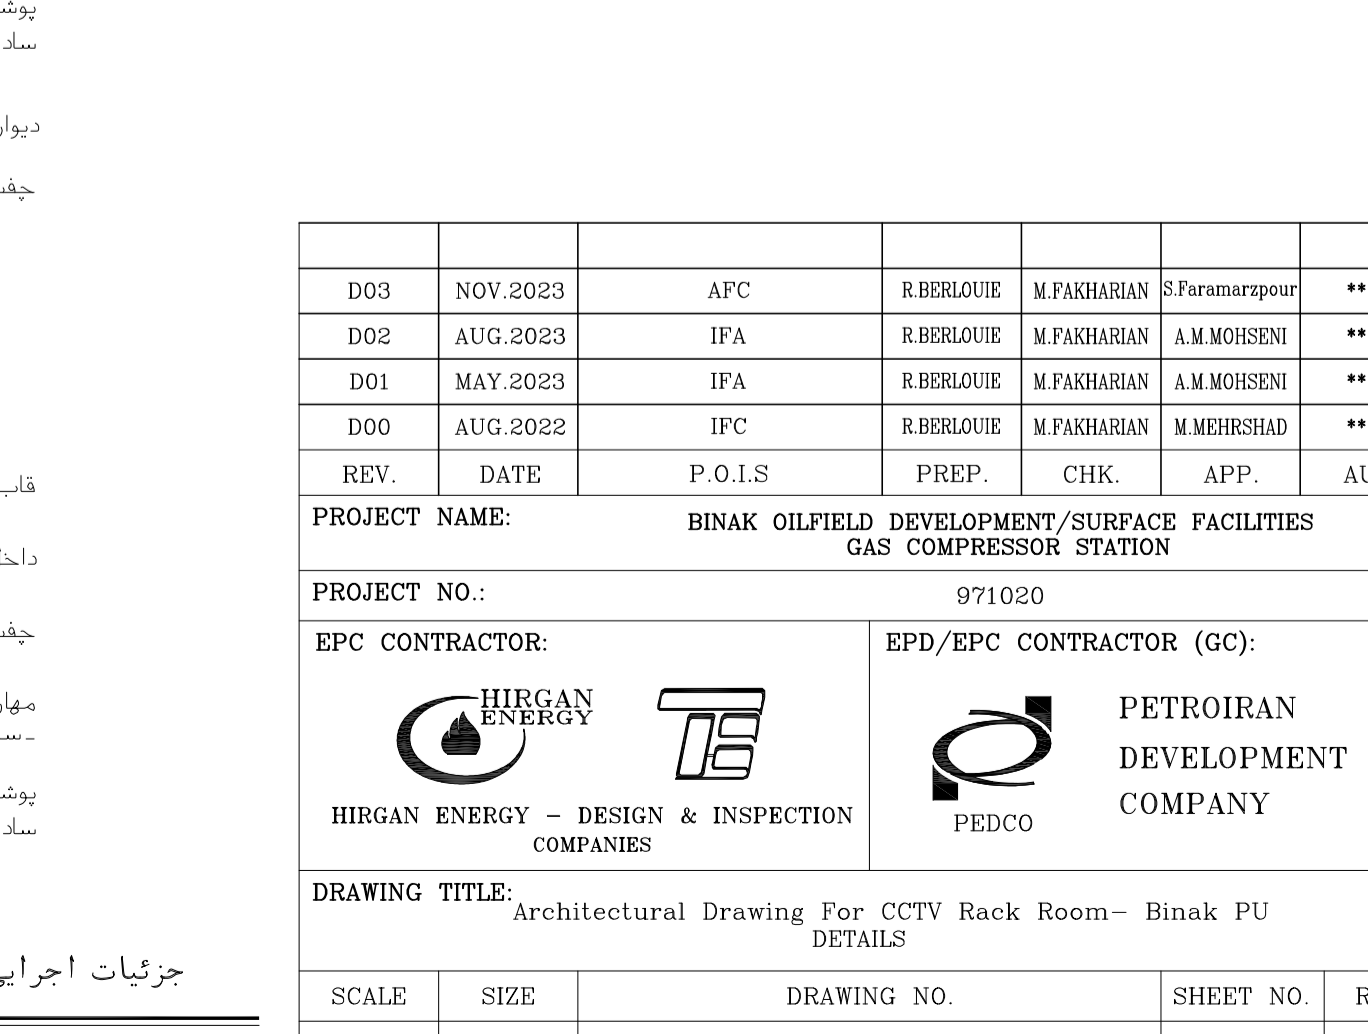 D03 NOV.2023 AFC R.BERLOUIE M.FAKHARIAN S.Faramarzpour **
D02 AUG.2023 IFA R.BERLOUIE M.FAKHARIAN A.M.MOHSENI **
D01 MAY.2023 IFA R.BERLOUIE M.FAKHARIAN A.M.MOHSENI **
D00 AUG.2022 IFC R.BERLOUIE M.FAKHARIAN M.MEHRSHAD **
REV. DATE P.O.I.S PREP. CHK. APP.
PROJECT NAME: BINAK OILFIELD DEVELOPMENT/SURFACE FACILITIES
GAS COMPRESSOR STATION
PROJECT NO.: 971020
EPC CONTRACTOR:
HIRGAN
ENERGY
HIRGAN ENERGY – DESIGN & INSPECTION
COMPANIES
EPD/EPC CONTRACTOR (GC):
PEDCO
PETROIRAN
DEVELOPMENT
COMPANY
DRAWING TITLE:
Architectural Drawing For CCTV Rack Room– Binak PU
DETAILS
SCALE SIZE DRAWING NO. SHEET NO.
جزئیات اجرایی